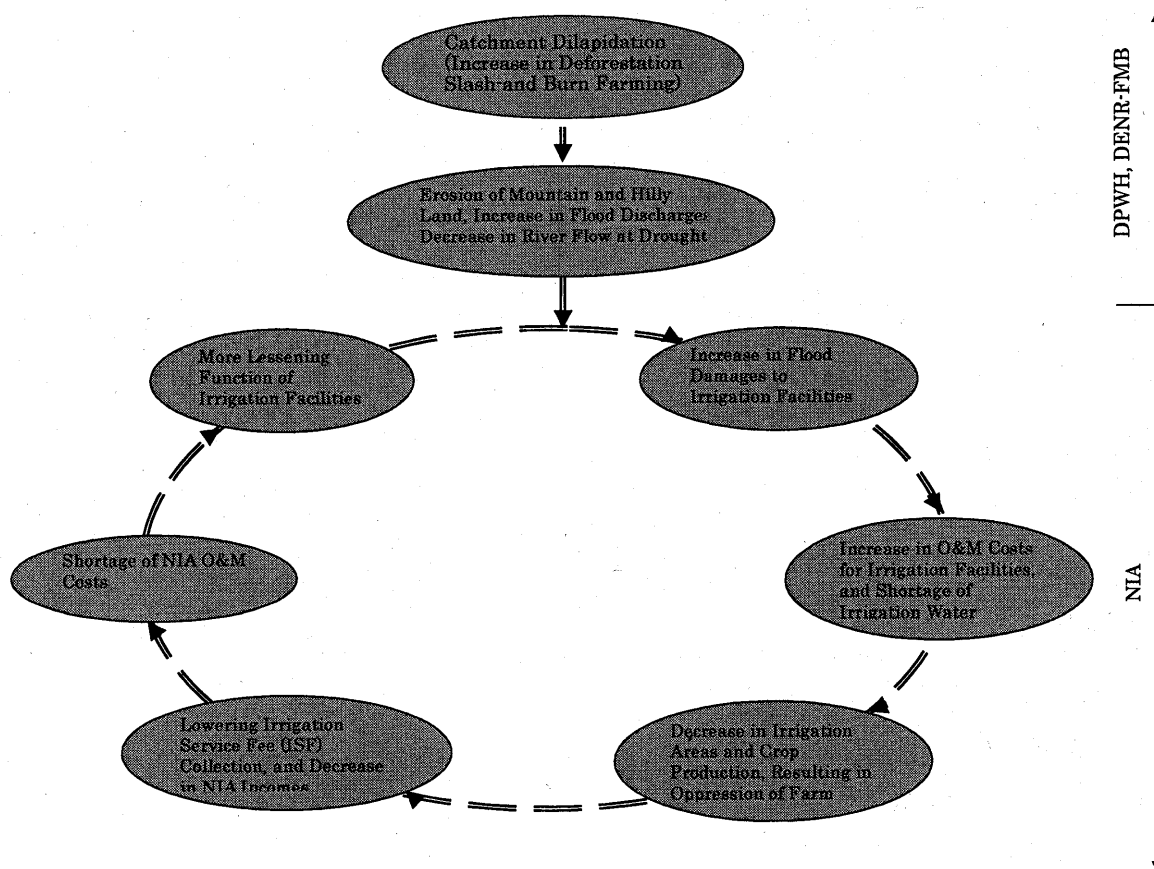 Catchment Dilapidation
(Increase in Deforestation
Slash-and Burn Farming)
DPWH, DENR-FMB
Erosion of Mountain and Hilly
Land, Increase in Flood Discharge
Decrease in River Flow at Drought
More Lessening
Function of
Irrigation Facilities
Increase in Flood
Damages to
Irrigation Facilities
Shortage of NIA O&M
Costs
Increase in O&M Costs
for Irrigation Facilities,
and Shortage of
Irrigation Water
NIA
Lowering Irrigation
Service Fee (ISF)
Collection, and Decrease
in NIA Incomes
Decrease in Irrigation
Areas and Crop
Production, Resulting in
Oppression of Farm